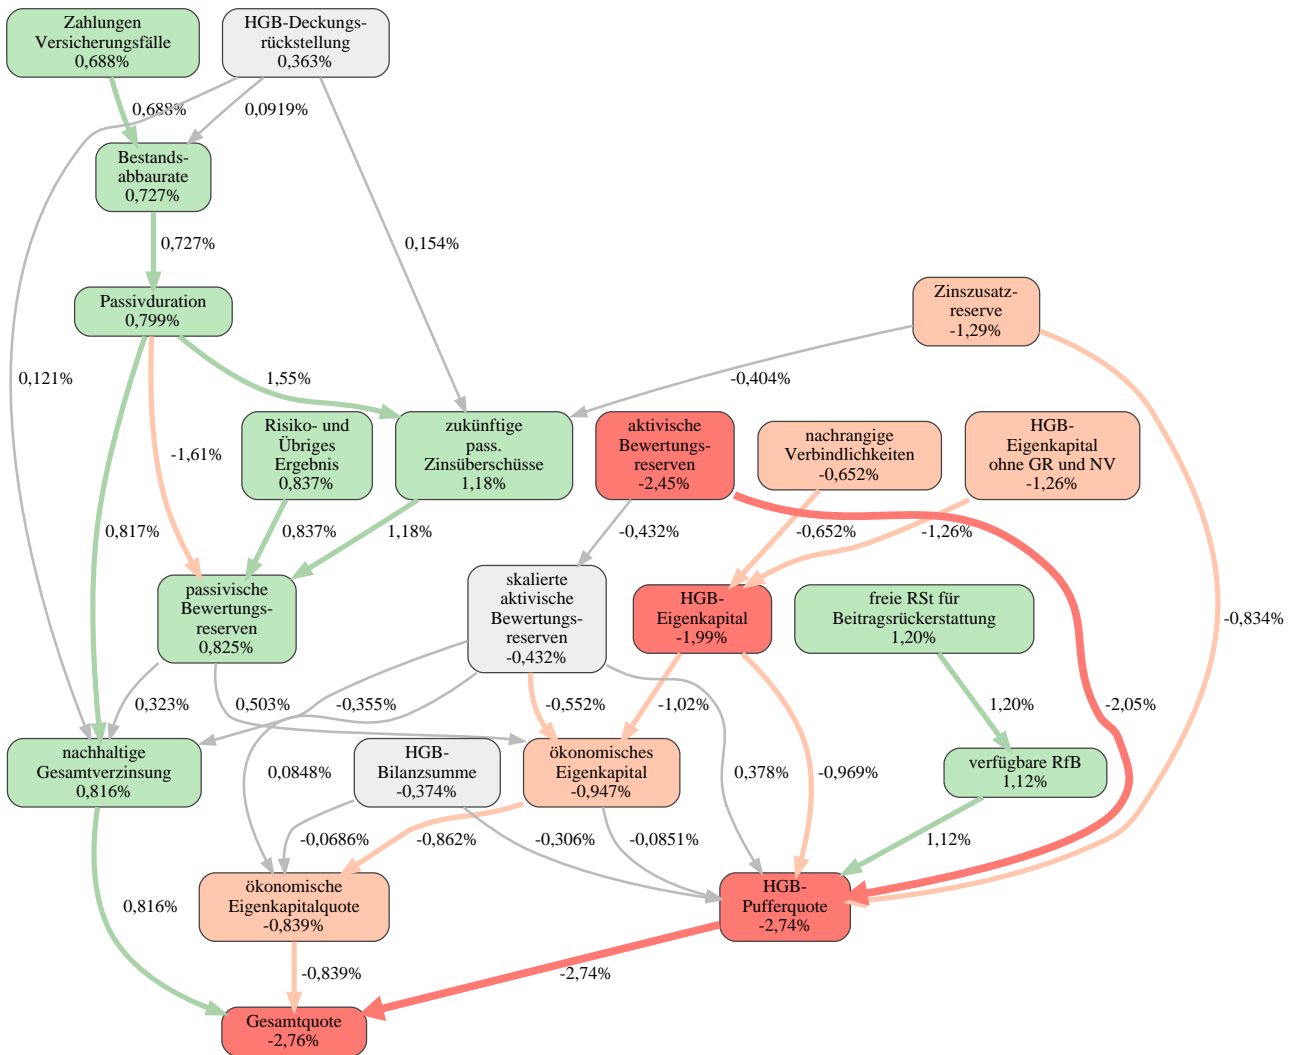 Zahlungen
Versicherungsfälle
0,688%
HGB-Deckungs-
rückstellung
0,363%
0,688%
0,0919%
Bestands-
abbaurate
0,727%
0,727%
0,154%
Passivduration
0,799%
Zinszusatz-
reserve
-1,29%
0,121%
1,55%
-0,404%
Risiko- und
Übriges
Ergebnis
0,837%
zukünftige
pass.
Zinsüberschüsse
1,18%
aktivische
Bewertungs-
reserven
-2,45%
nachrangige
Verbindlichkeiten
-0,652%
HGB-
Eigenkapital
ohne GR und NV
-1,26%
-1,61%
0,817%
0,837%
1,18%
-0,432%
-0,652%
-1,26%
passivische
Bewertungs-
reserven
0,825%
skalierte
aktivische
Bewertungs-
reserven
-0,432%
HGB-
Eigenkapital
-1,99%
freie RSt für
Beitragsrückerstattung
1,20%
-0,834%
0,323%
0,503%
-0,355%
-0,552%
-1,02%
1,20%
-2,05%
nachhaltige
Gesamtverzinsung
0,816%
0,0848%
HGB-
Bilanzsumme
-0,374%
ökonomisches
Eigenkapital
-0,947%
0,378%
-0,969%
verfügbare RfB
1,12%
-0,0686%
-0,862%
-0,306%
-0,0851%
1,12%
ökonomische
Eigenkapitalquote
-0,839%
HGB-
Pufferquote
-2,74%
0,816%
-0,839%
-2,74%
Gesamtquote
-2,76%